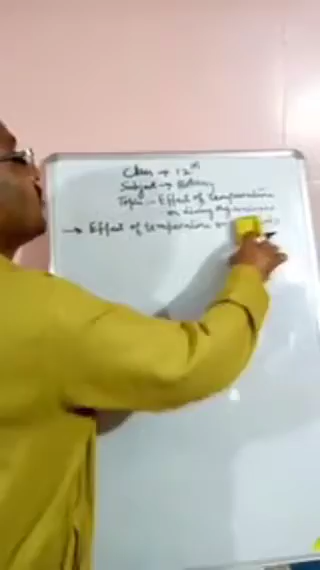 Class → 12th
Subject → Botany
Topic - Effect of temperature
on living Organisms
→ Effect of temperature